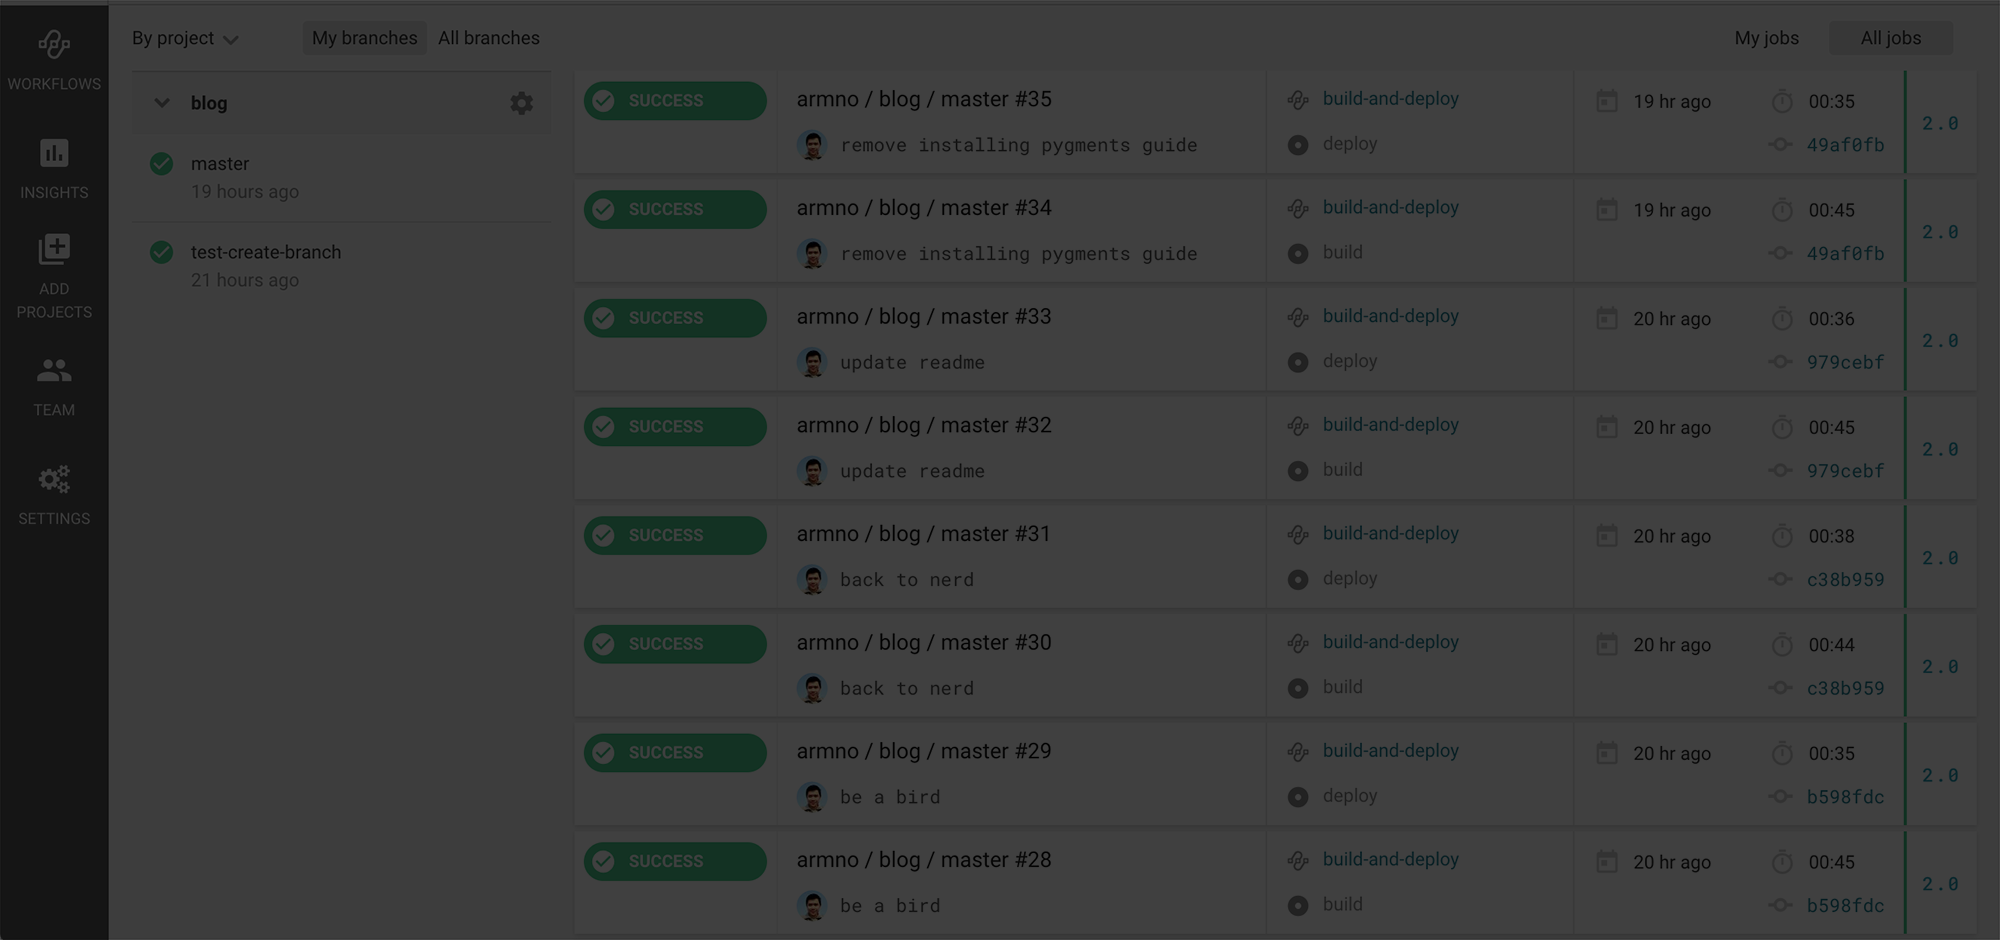 By project
My branches
All branches
My jobs
All jobs
WORKFLOWS
INSIGHTS
ADD
PROJECTS
TEAM
SETTINGS
blog
master
19 hours ago
test-create-branch
21 hours ago
SUCCESS
armno / blog / master #35
remove installing pygments guide
build-and-deploy
deploy
19 hr ago
00:35
49af0fb
2.0
SUCCESS
armno / blog / master #34
remove installing pygments guide
build-and-deploy
build
19 hr ago
00:45
49af0fb
2.0
SUCCESS
armno / blog / master #33
update readme
build-and-deploy
deploy
20 hr ago
00:36
979cebf
2.0
SUCCESS
armno / blog / master #32
update readme
build-and-deploy
build
20 hr ago
00:45
979cebf
2.0
SUCCESS
armno / blog / master #31
back to nerd
build-and-deploy
deploy
20 hr ago
00:38
c38b959
2.0
SUCCESS
armno / blog / master #30
back to nerd
build-and-deploy
build
20 hr ago
00:44
c38b959
2.0
SUCCESS
armno / blog / master #29
be a bird
build-and-deploy
deploy
20 hr ago
00:35
b598fdc
2.0
SUCCESS
armno / blog / master #28
be a bird
build-and-deploy
build
20 hr ago
00:45
b598fdc
2.0